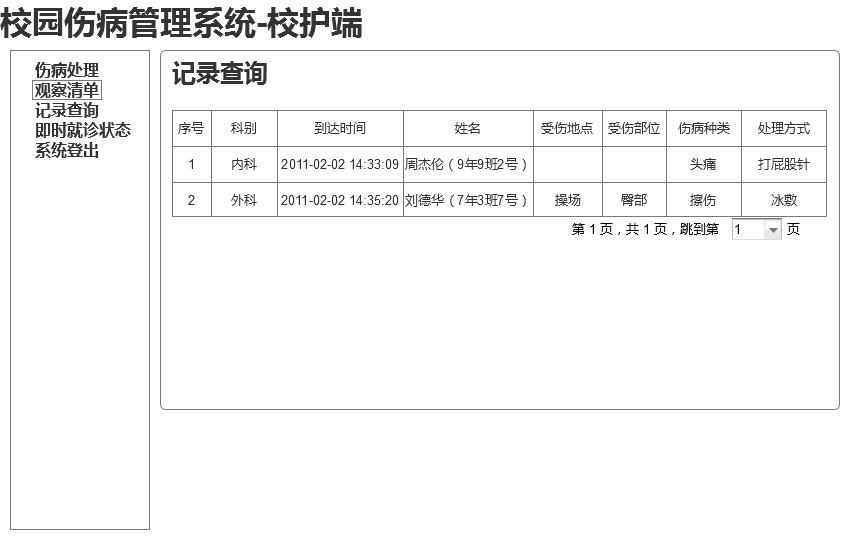 校园伤病管理系统-校护端
伤病处理
观察清单
记录查询
即时就诊状态
系统登出
记录查询
序号 科别 到达时间 姓名 受伤地点 受伤部位 伤病种类 处理方式
1 内科 2011-02-02 14:33:09 周杰伦（9年9班2号） 头痛 打屁股针
2 外科 2011-02-02 14:35:20 刘德华（7年3班7号） 操场 臀部 擦伤 冰敷
第 1 页，共 1 页，跳到第 1 页